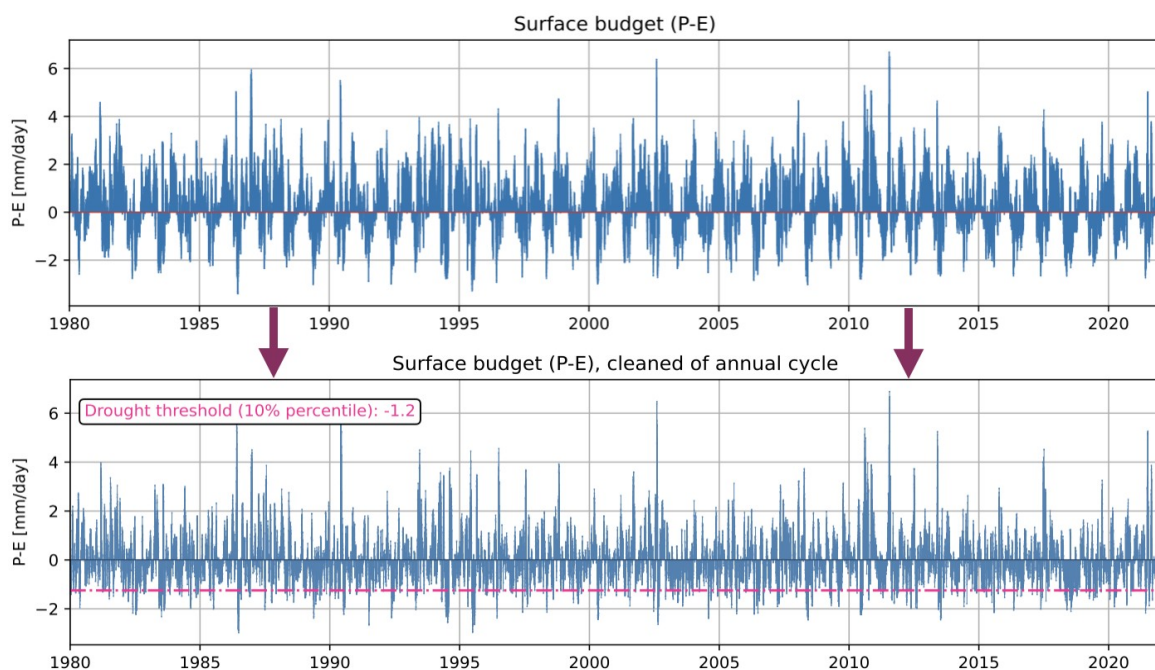 Surface budget (P-E)
P-E [mm/day]
6
4
2
0
−2
1980 1985 1990 1995 2000 2005 2010 2015 2020
Surface budget (P-E), cleaned of annual cycle
Drought threshold (10% percentile): -1.2
P-E [mm/day]
6
4
2
0
−2
1980 1985 1990 1995 2000 2005 2010 2015 2020